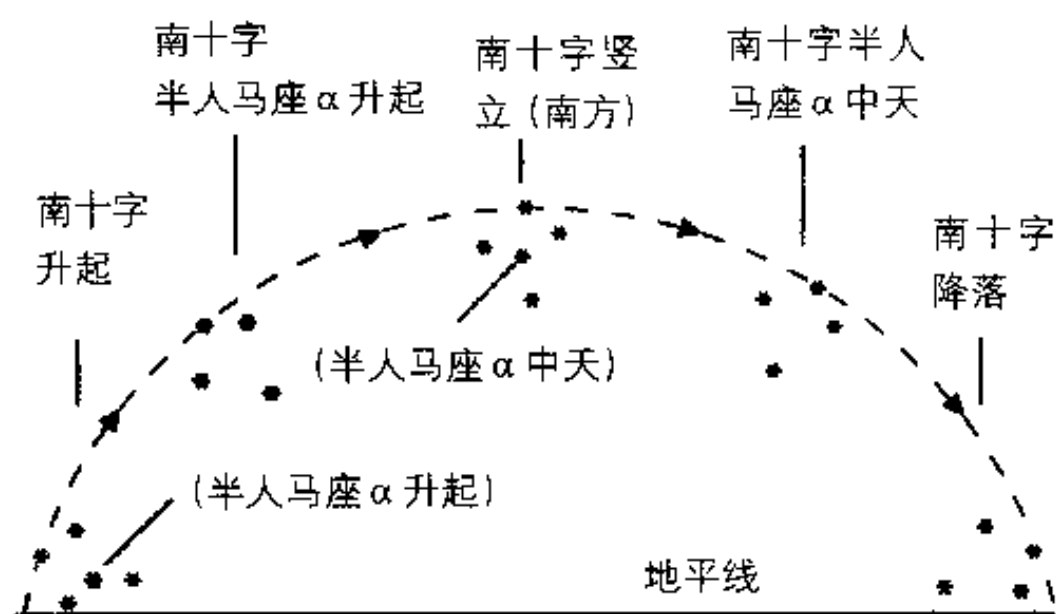 南十字
半人马座α升起
南十字竖
立(南方)
南十字半人
马座α中天
南十字
升起
南十字
降落
(半人马座α中天)
(半人马座α升起)
地平线